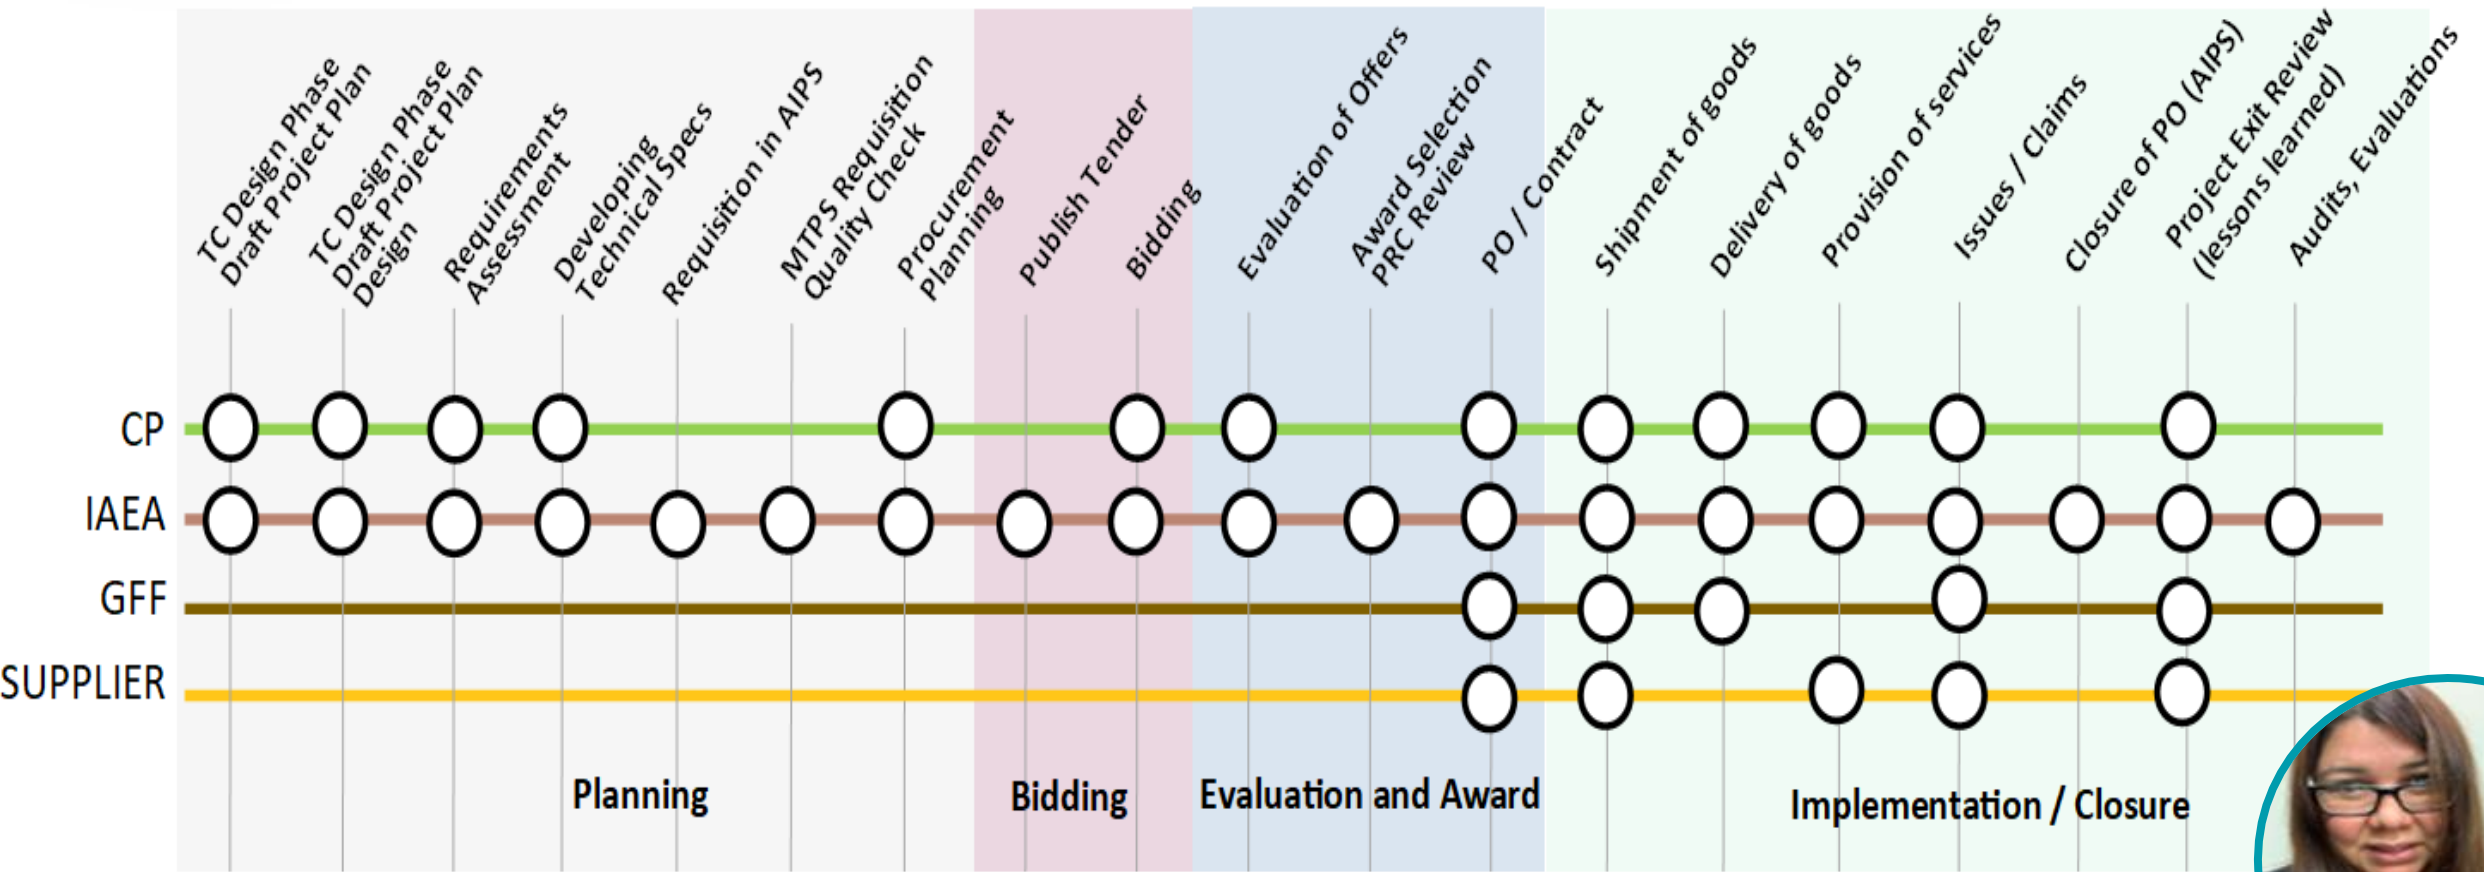 TC Design Phase
Draft Project Plan
TC Design Phase
Draft Project Plan
Design
Requirements
Assessment
Developing
Technical Specs
Requisition in AIPS
MTPS Requisition
Quality Check
Procurement
Planning
Publish Tender
Bidding
Evaluation of Offers
Award Selection
PRC Review
PO / Contract
Shipment of goods
Delivery of goods
Provision of services
Issues / Claims
Closure of PO (AIPS)
Project Exit Review
(lessons learned)
Audits, Evaluations
CP
IAEA
GFF
SUPPLIER
Planning
Bidding
Evaluation and Award
Implementation / Closure